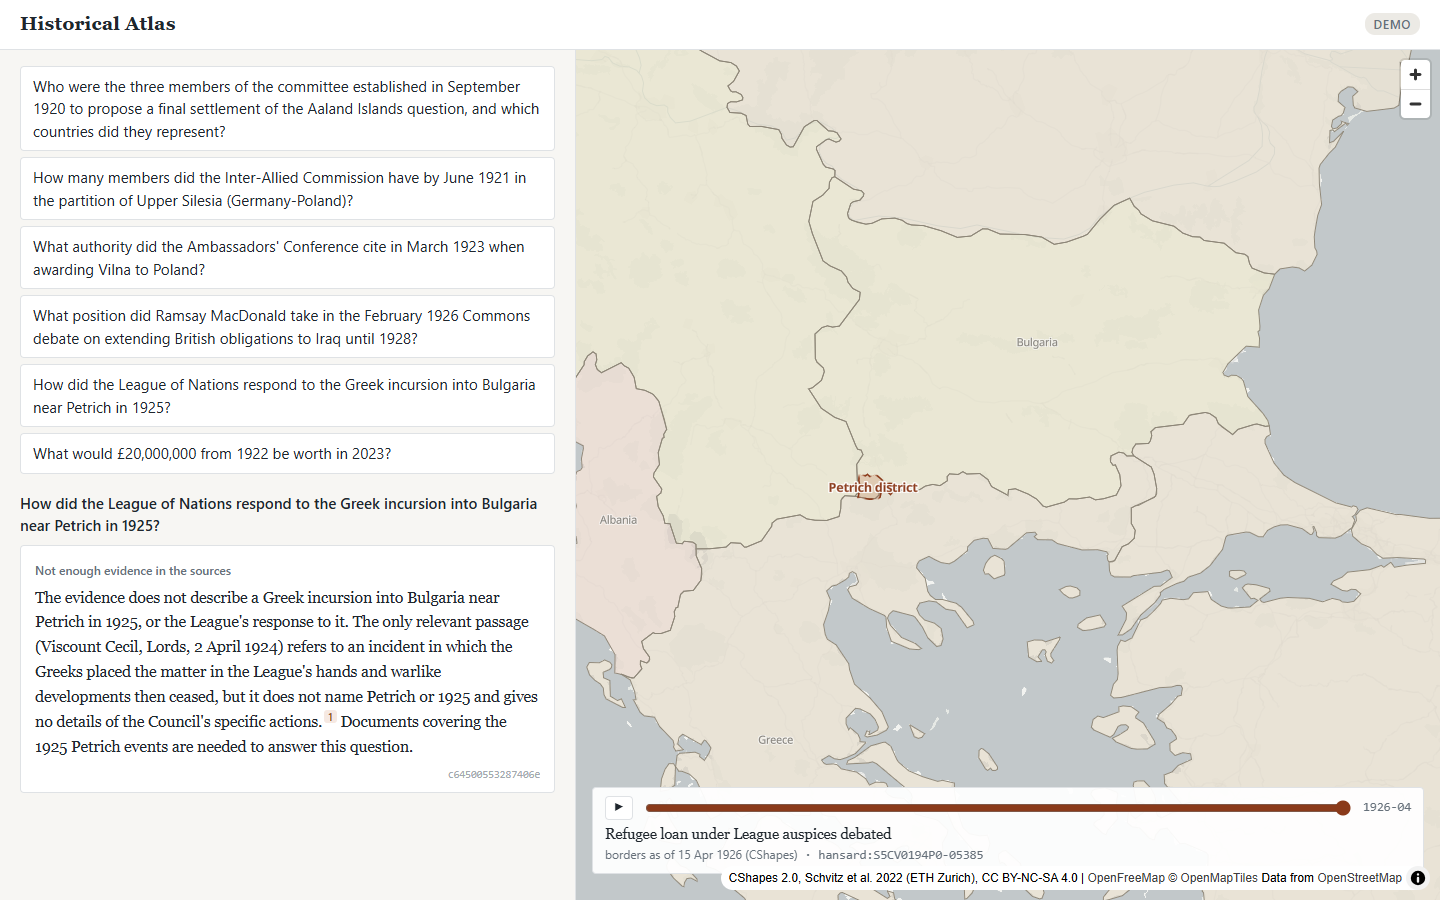 Historical Atlas
DEMO
Who were the three members of the committee established in September
1920 to propose a final settlement of the Aaland Islands question, and which
countries did they represent?
How many members did the Inter-Allied Commission have by June 1921 in
the partition of Upper Silesia (Germany-Poland)?
What authority did the Ambassadors' Conference cite in March 1923 when
awarding Vilna to Poland?
What position did Ramsay MacDonald take in the February 1926 Commons
debate on extending British obligations to Iraq until 1928?
How did the League of Nations respond to the Greek incursion into Bulgaria
near Petrich in 1925?
What would £20,000,000 from 1922 be worth in 2023?
How did the League of Nations respond to the Greek incursion into Bulgaria
near Petrich in 1925?
Not enough evidence in the sources
The evidence does not describe a Greek incursion into Bulgaria near
Petrich in 1925, or the League's response to it. The only relevant passage
(Viscount Cecil, Lords, 2 April 1924) refers to an incident in which the
Greeks placed the matter in the League's hands and warlike
developments then ceased, but it does not name Petrich or 1925 and gives
no details of the Council's specific actions. 1 Documents covering the
1925 Petrich events are needed to answer this question.
c64500553287406e
+
−
Bulgaria
Petrich district
Albania
Greece
1926-04
Refugee loan under League auspices debated
borders as of 15 Apr 1926 (CShapes) · hansard:S5CV0194P0-05385
CShapes 2.0, Schvitz et al. 2022 (ETH Zurich), CC BY-NC-SA 4.0 | OpenFreeMap © OpenMapTiles Data from OpenStreetMap